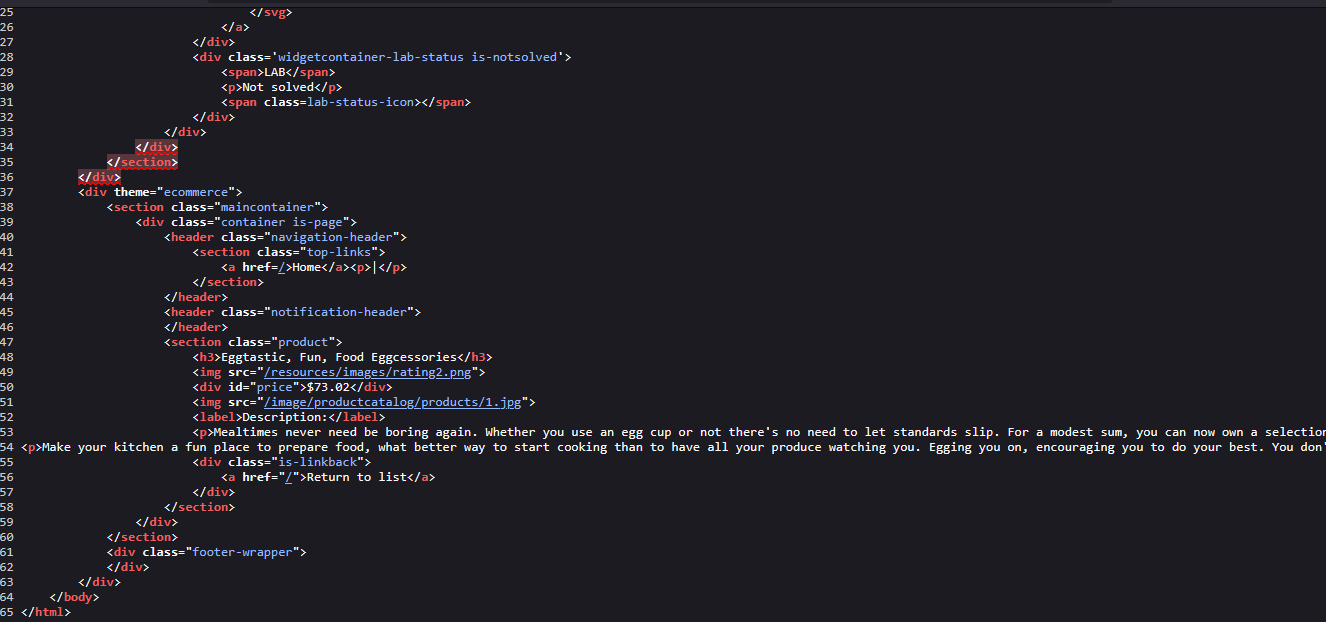 25 </svg>
26 </a>
27 </div>
28 <div class='widgetcontainer-lab-status is-notsolved'>
29 <span>LAB</span>
30 <p>Not solved</p>
31 <span class=lab-status-icon></span>
32 </div>
33 </div>
34 </div>
35 </section>
36 </div>
37 <div theme="ecommerce">
38 <section class="maincontainer">
39 <div class="container is-page">
40 <header class="navigation-header">
41 <section class="top-links">
42 <a href=/>Home</a><p>|</p>
43 </section>
44 </header>
45 <header class="notification-header">
46 </header>
47 <section class="product">
48 <h3>Eggtastic, Fun, Food Eggcessories</h3>
49 <img src="/resources/images/rating2.png">
50 <div id="price">$73.02</div>
51 <img src="/image/productcatalog/products/1.jpg">
52 <label>Description:</label>
53 <p>Mealtimes never need be boring again. Whether you use an egg cup or not there's no need to let standards slip. For a modest sum, you can now own a selection
54 <p>Make your kitchen a fun place to prepare food, what better way to start cooking than to have all your produce watching you. Egging you on, encouraging you to do your best. You don'
55 <div class="is-linkback">
56 <a href="/">Return to list</a>
57 </div>
58 </section>
59 </div>
60 </section>
61 <div class="footer-wrapper">
62 </div>
63 </div>
64 </body>
65 </html>